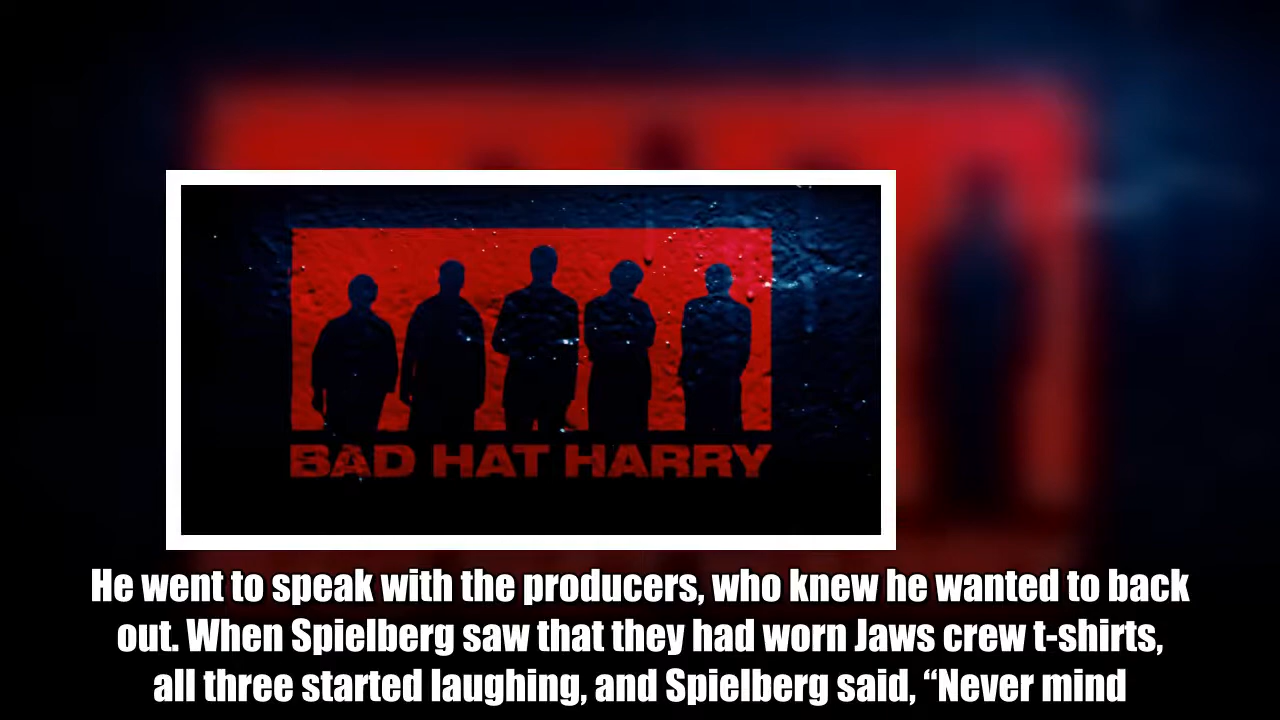 BAD HAT HARRY
He went to speak with the producers, who knew he wanted to back
out. When Spielberg saw that they had worn Jaws crew t-shirts,
all three started laughing, and Spielberg said, “Never mind